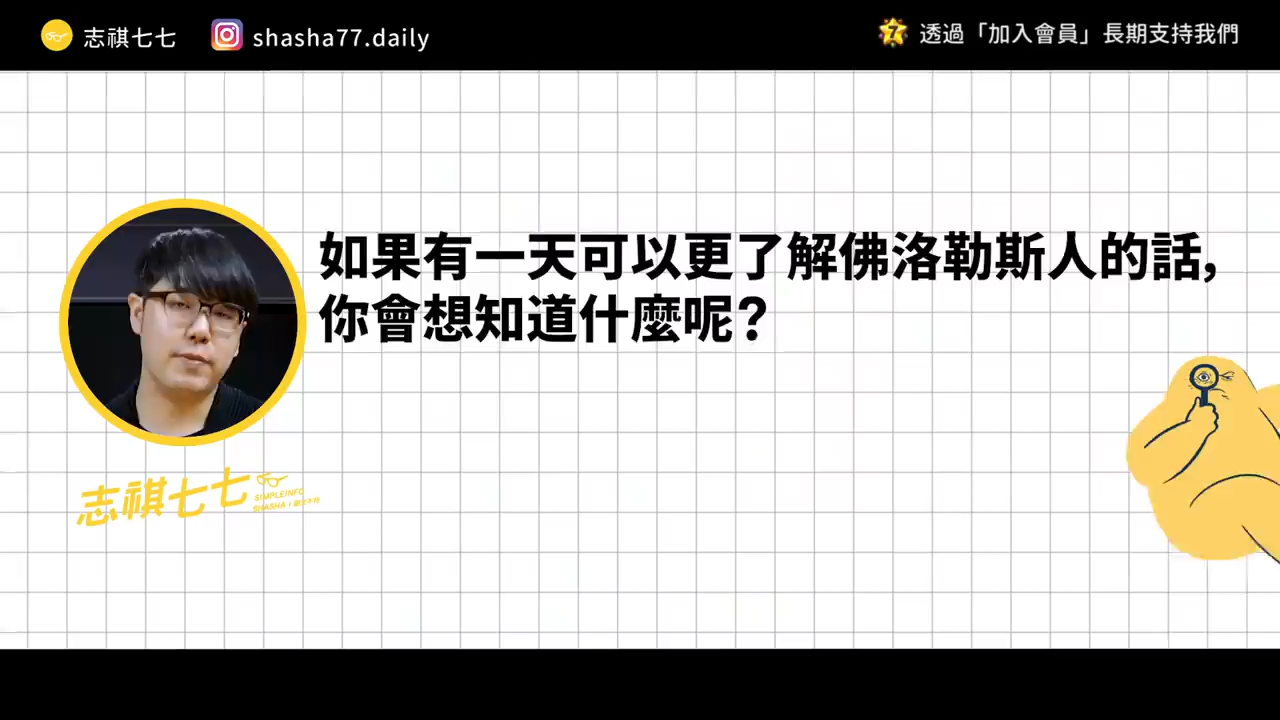 志祺七七
shasha77.daily
7
透過「加入會員」長期支持我們
如果有一天可以更了解佛洛勒斯人的話,
你會想知道什麼呢?
志祺七七
SIMPLEINFO